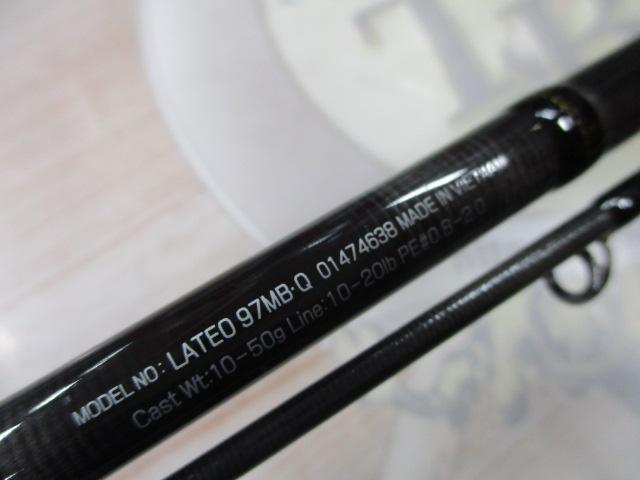 MODEL NO: LATEO 97MB·Q 01474638 MADE IN VIETNAM
Cast Wt:10-50g Line:10-20lb PE#0.8-2.0